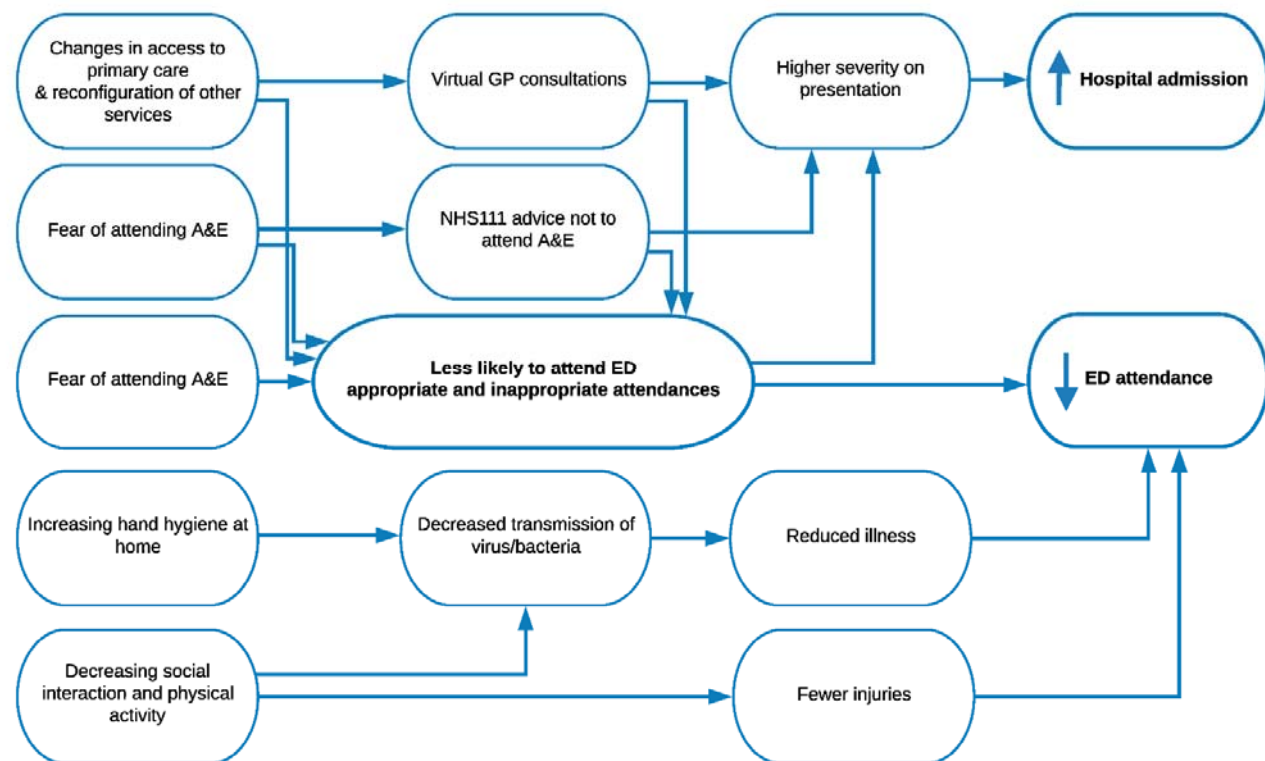 Changes in access to
primary care
& reconfiguration of other
services
Virtual GP consultations
Higher severity on
presentation
Hospital admission
Fear of attending A&E
NHS111 advice not to
attend A&E
Fear of attending A&E
Less likely to attend ED
appropriate and inappropriate attendances
ED attendance
Increasing hand hygiene at
home
Decreased transmission of
virus/bacteria
Reduced illness
Decreasing social
interaction and physical
activity
Fewer injuries